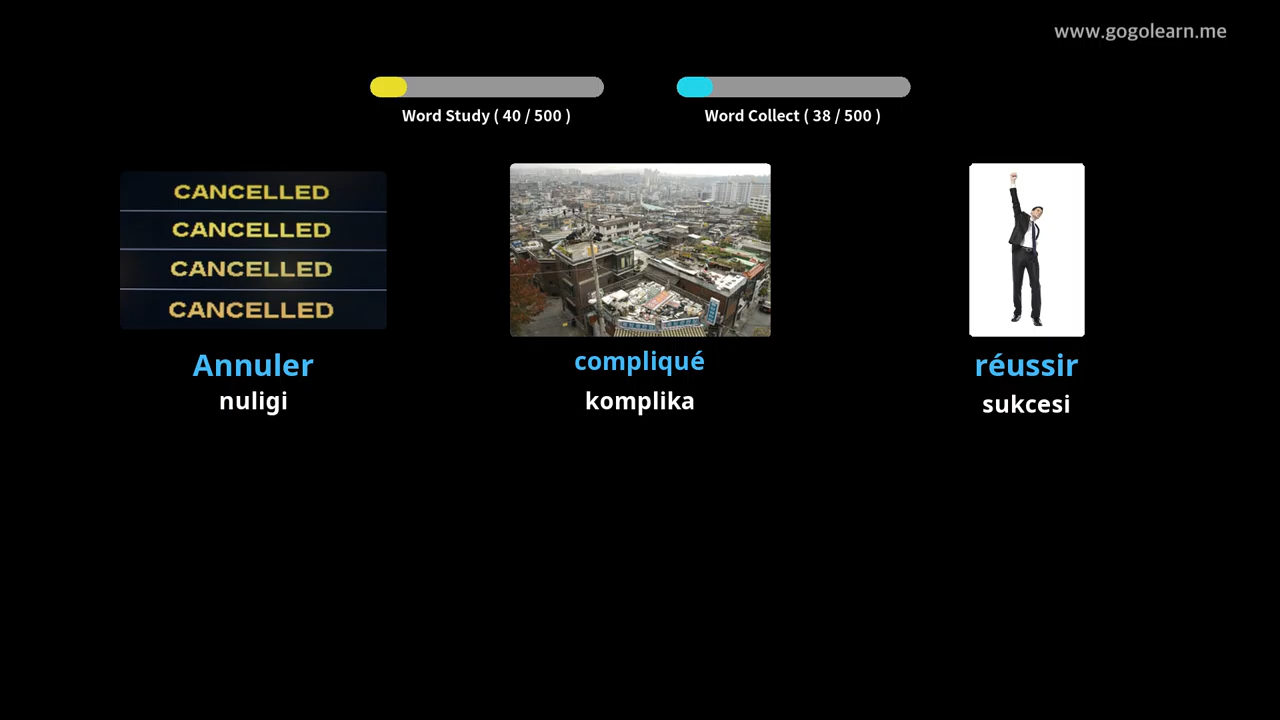 www.gogolearn.me
Word Study ( 40 / 500 )
Word Collect ( 38 / 500 )
CANCELLED
CANCELLED
CANCELLED
CANCELLED
Annuler
nuligi
compliqué
komplika
réussir
sukcesi